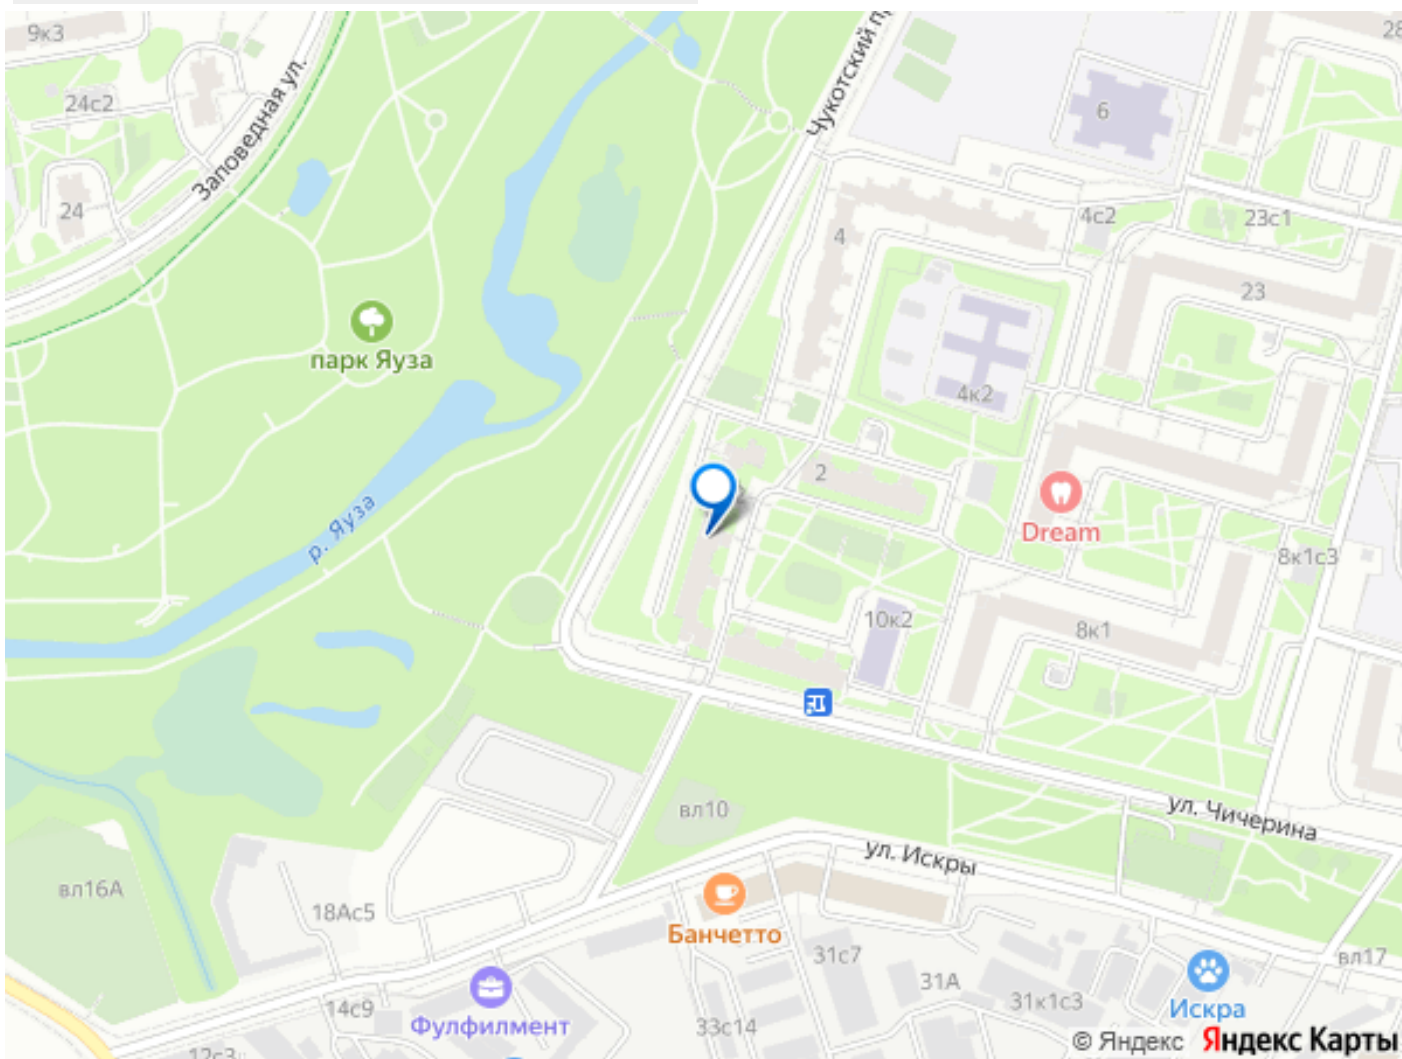 9к3
28
24с2
Заповедная ул.
Чукотский пр
6
24
4
4с2
23с1
23
парк Яуза
4к2
2
р. Яуза
Dream
8к1с3
10к2
8к1
вл10
ул. Чичерина
ул. Искры
вл16А
18Ас5
Банчетто
31с7
31А
вл17
14с9
Фулфилмент
33с14
31к1с3
Искра
12с3
© Яндекс Яндекс Карты